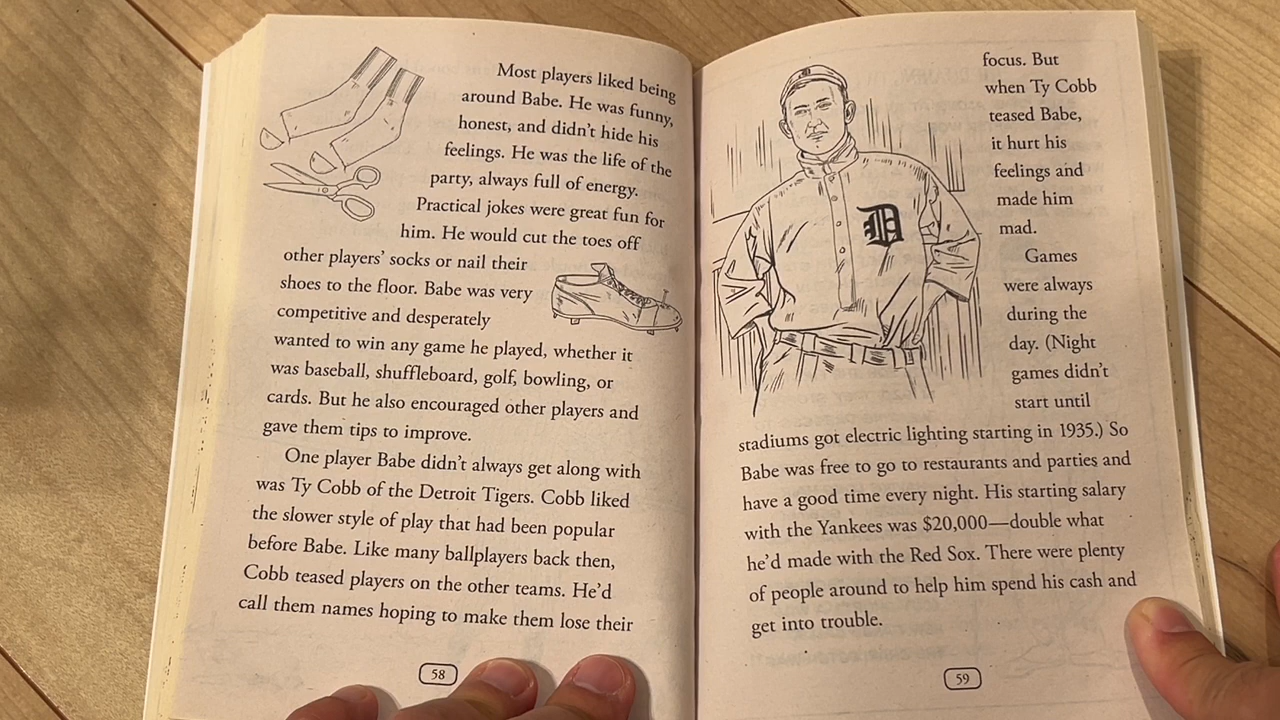 Most players liked being
around Babe. He was funny,
honest, and didn't hide his
feelings. He was the life of the
party, always full of energy.
Practical jokes were great fun for
him. He would cut the toes off
other players' socks or nail their
shoes to the floor. Babe was very
competitive and desperately
wanted to win any game he played, whether it
was baseball, shuffleboard, golf, bowling, or
cards. But he also encouraged other players and
gave them tips to improve.
One player Babe didn't always get along with
was Ty Cobb of the Detroit Tigers. Cobb liked
the slower style of play that had been popular
before Babe. Like many ballplayers back then,
Cobb teased players on the other teams. He'd
call them names hoping to make them lose their
58
focus. But
when Ty Cobb
teased Babe,
it hurt his
feelings and
made him
mad.
Games
were always
during the
day. (Night
games didn't
start until
stadiums got electric lighting starting in 1935.) So
Babe was free to go to restaurants and parties and
have a good time every night. His starting salary
with the Yankees was $20,000—double what
he'd made with the Red Sox. There were plenty
of people around to help him spend his cash and
get into trouble.
59
D